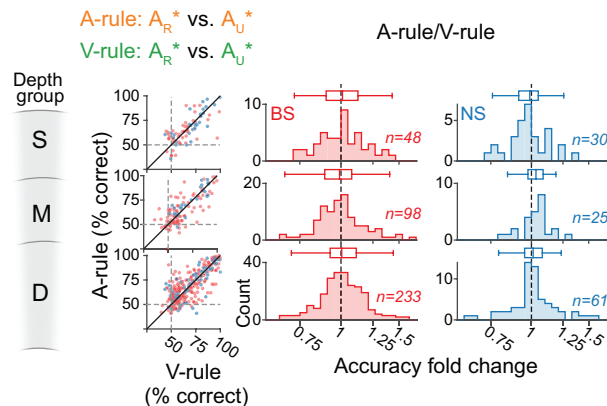 A-rule: A_R* vs. A_U*
V-rule: A_R* vs. A_U*
A-rule/V-rule
Depth
group
S
M
D
A-rule (% correct)
100
75
50
100
75
50
100
75
50
50
75
100
V-rule
(% correct)
BS
10
0
n=48
20
0
n=98
Count
40
0
n=233
0.75
1
1.25
1.5
NS
5
0
n=30
10
0
n=25
10
0
n=61
0.75
1
1.25
1.5
Accuracy fold change